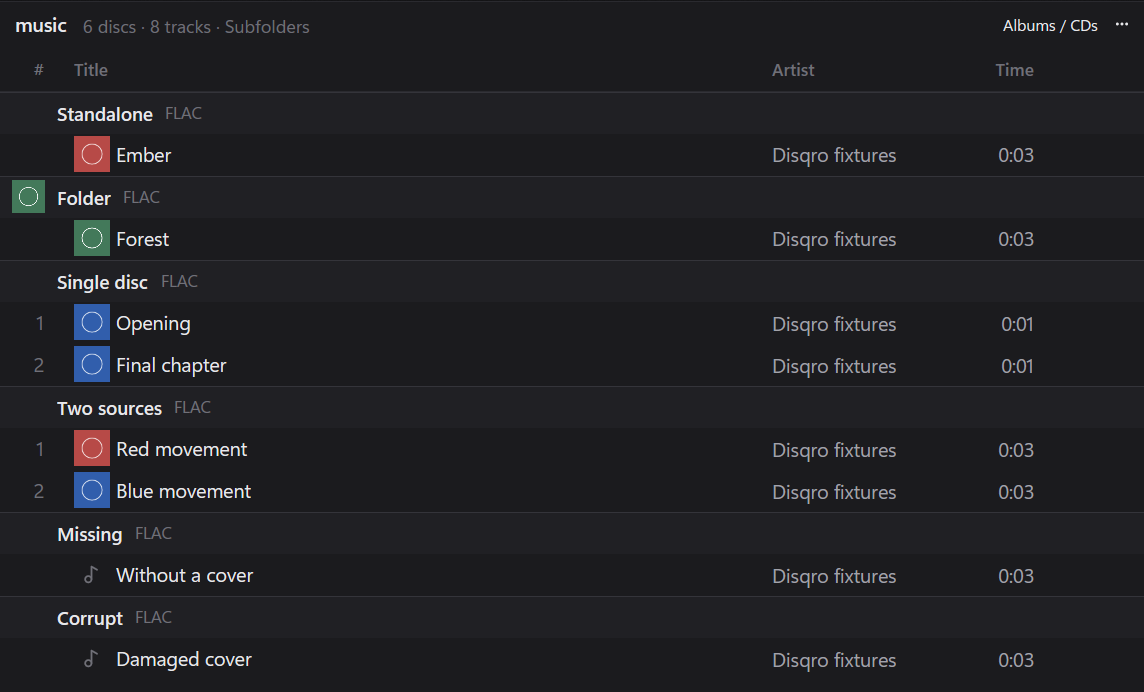 music 6 discs · 8 tracks · Subfolders Albums / CDs ···
# Title Artist Time
Standalone FLAC
Ember Disqro fixtures 0:03
Folder FLAC
Forest Disqro fixtures 0:03
Single disc FLAC
1 Opening Disqro fixtures 0:01
2 Final chapter Disqro fixtures 0:01
Two sources FLAC
1 Red movement Disqro fixtures 0:03
2 Blue movement Disqro fixtures 0:03
Missing FLAC
Without a cover Disqro fixtures 0:03
Corrupt FLAC
Damaged cover Disqro fixtures 0:03